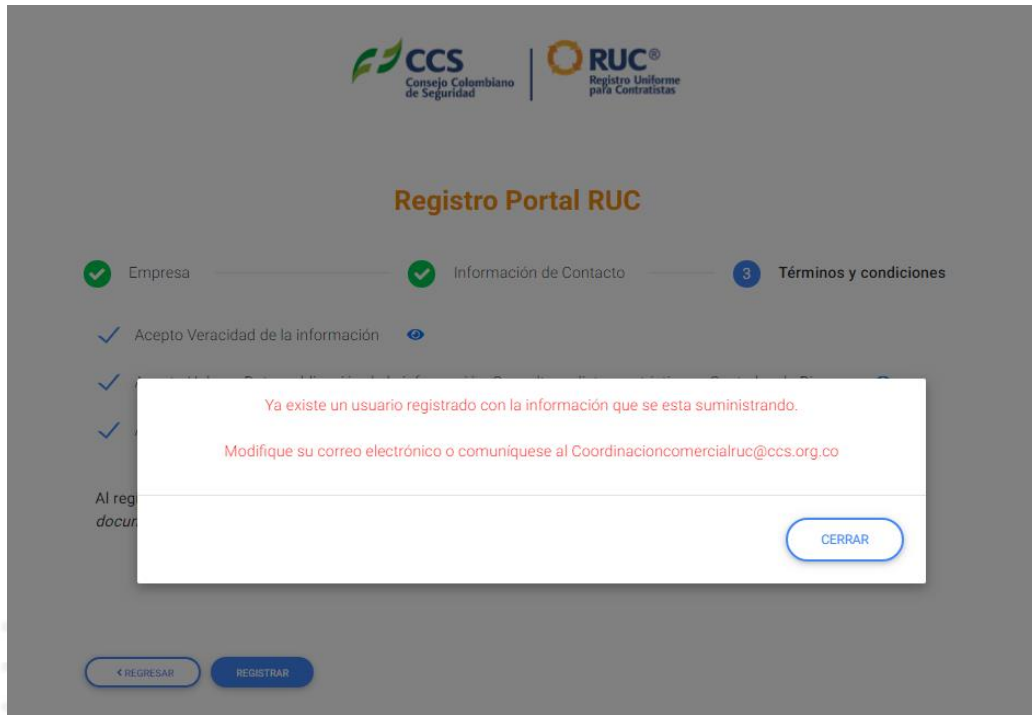 CCS
Consejo Colombiano
de Seguridad
RUC®
Registro Uniforme
para Contratistas
Registro Portal RUC
Empresa
Información de Contacto
3 Términos y condiciones
Acepto Veracidad de la información
Ya existe un usuario registrado con la información que se esta suministrando.
Modifique su correo electrónico o comuníquese al Coordinacioncomercialruc@ccs.org.co
Al reg
docum
CERRAR
REGRESAR
REGISTRAR